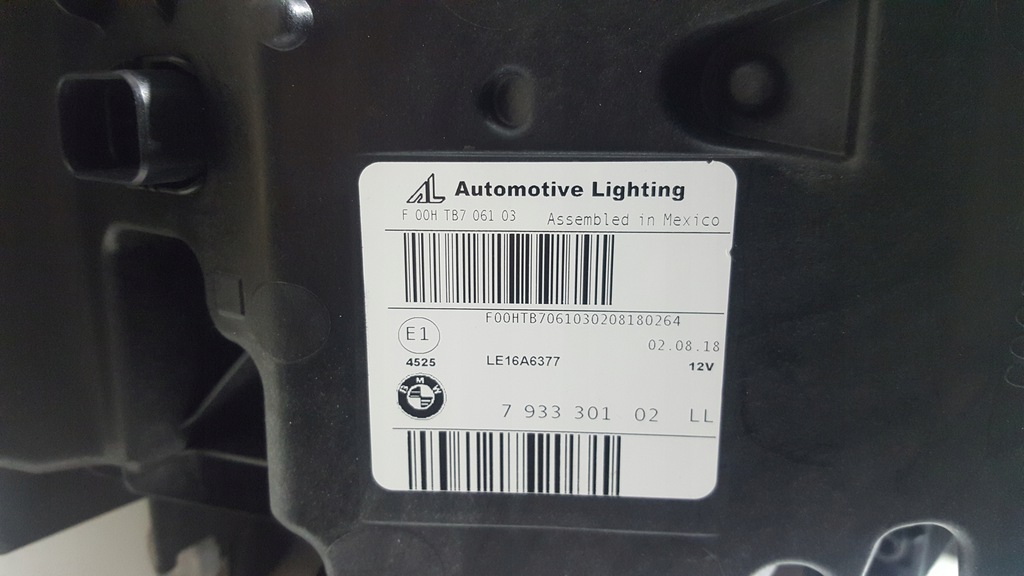 AL Automotive Lighting
F 00H TB7 061 03 Assembled in Mexico
F00HTB7061030208180264
E1
02.08.18
4525 LE16A6377 12V
BMW
7 933 301 02 LL